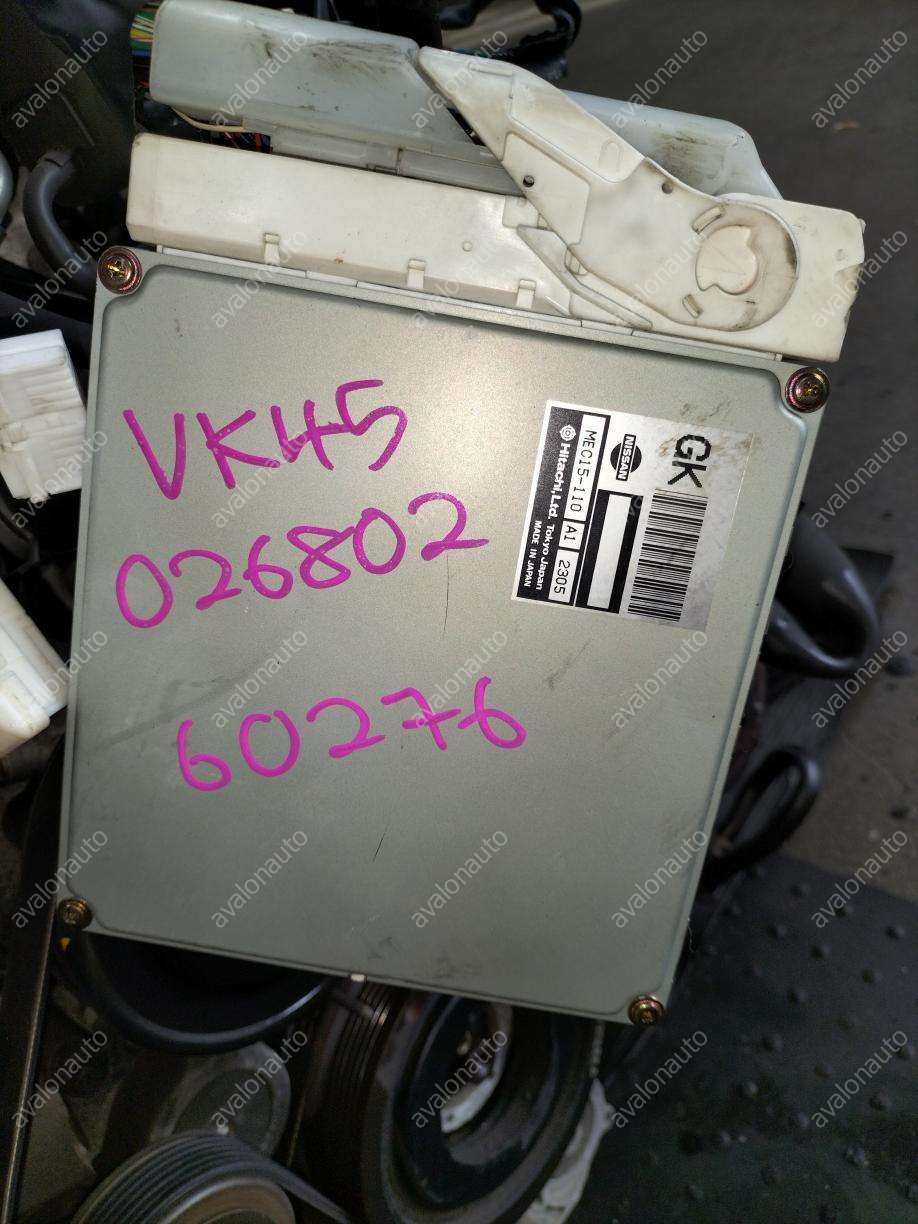 VK45
026802
60276
GK
NISSAN
MEC15-110 A1 2305
Hitachi, Ltd. Tokyo Japan
MADE IN JAPAN
avalonauto